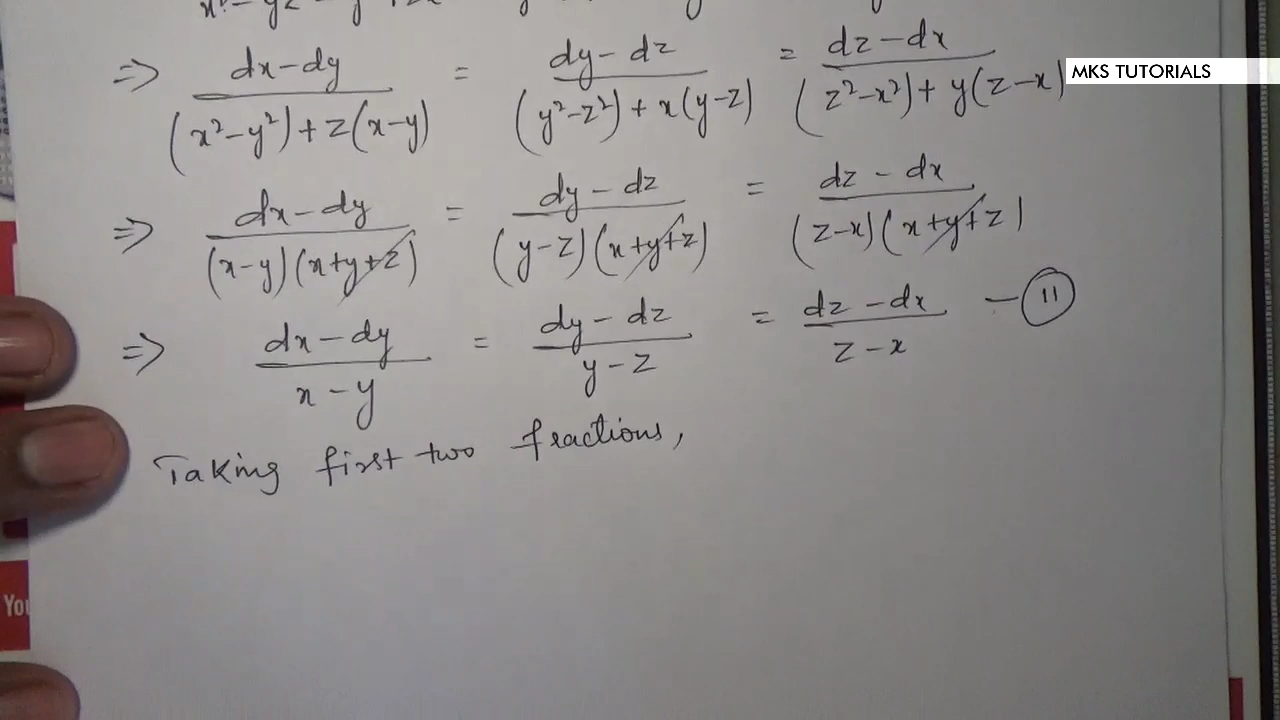 ⇒ dx-dy / (x²-y²)+z(x-y) = dy-dz / (y²-z²)+x(y-z) = dz-dx / (z²-x²)+y(z-x)
MKS TUTORIALS
⇒ dx-dy / (x-y)(x+y+z) = dy-dz / (y-z)(x+y+z) = dz-dx / (z-x)(x+y+z)
⇒ dx-dy / x-y = dy-dz / y-z = dz-dx / z-x — (11)
Taking first two fractions,
You